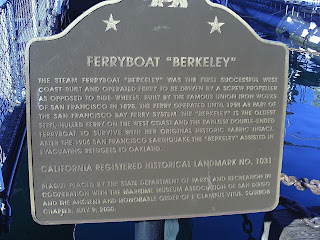 FERRYBOAT "BERKELEY"
THE STEAM FERRYBOAT "BERKELEY" WAS THE FIRST SUCCESSFUL WEST
COAST-BUILT AND OPERATED FERRY TO BE DRIVEN BY A SCREW PROPELLER
AS OPPOSED TO SIDE-WHEELS. BUILT BY THE FAMOUS UNION IRON WORKS
OF SAN FRANCISCO IN 1898, THE FERRY OPERATED UNTIL 1958 AS PART OF
THE SAN FRANCISCO BAY FERRY SYSTEM. THE "BERKELEY" IS THE OLDEST
STEEL-HULLED FERRY ON THE WEST COAST AND THE EARLIEST DOUBLE-ENDED
FERRYBOAT TO SURVIVE WITH HER ORIGINAL HISTORIC FABRIC INTACT.
AFTER THE 1906 SAN FRANCISCO EARTHQUAKE THE "BERKELEY" ASSISTED IN
EVACUATING REFUGEES TO OAKLAND.
CALIFORNIA REGISTERED HISTORICAL LANDMARK NO. 1031
PLAQUE PLACED BY THE STATE DEPARTMENT OF PARKS AND RECREATION IN
COOPERATION WITH THE MARITIME MUSEUM ASSOCIATION OF SAN DIEGO
AND THE ANCIENT AND HONORABLE ORDER OF E CLAMPUS VITUS, SQUIBOB
CHAPTER, JULY 9, 2000.